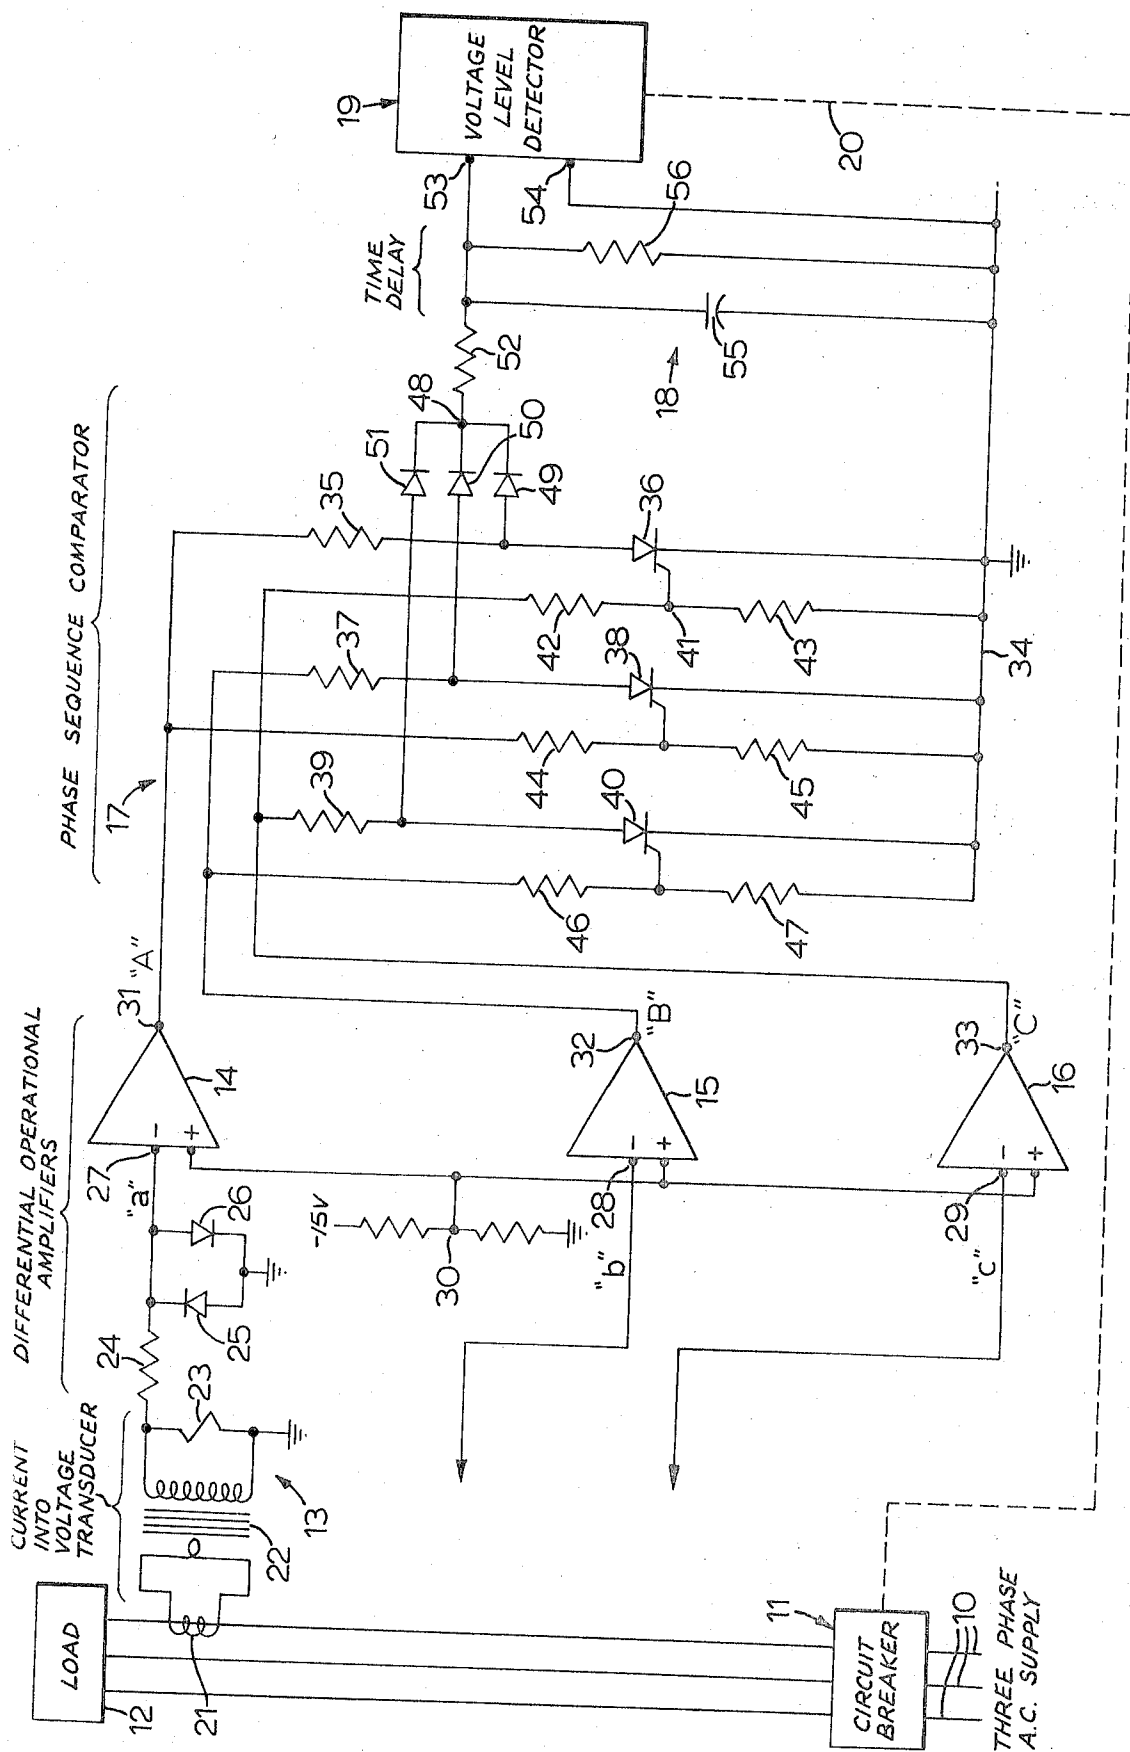 CURRENT
INTO
VOLTAGE
TRANSDUCER
DIFFERENTIAL OPERATIONAL
AMPLIFIERS
PHASE SEQUENCE COMPARATOR
TIME
DELAY
LOAD
12
21
22
13
23
24
25
26
27
"a"
14
31 "A"
-15V
30
28
"b"
15
32
"B"
29
"c"
16
33
"C"
17
39
37
35
51
50
49
48
52
53
54
19
VOLTAGE
LEVEL
DETECTOR
20
56
55
18
46
47
40
44
45
38
42
41
43
36
34
11
CIRCUIT
BREAKER
10
THREE PHASE
A.C. SUPPLY